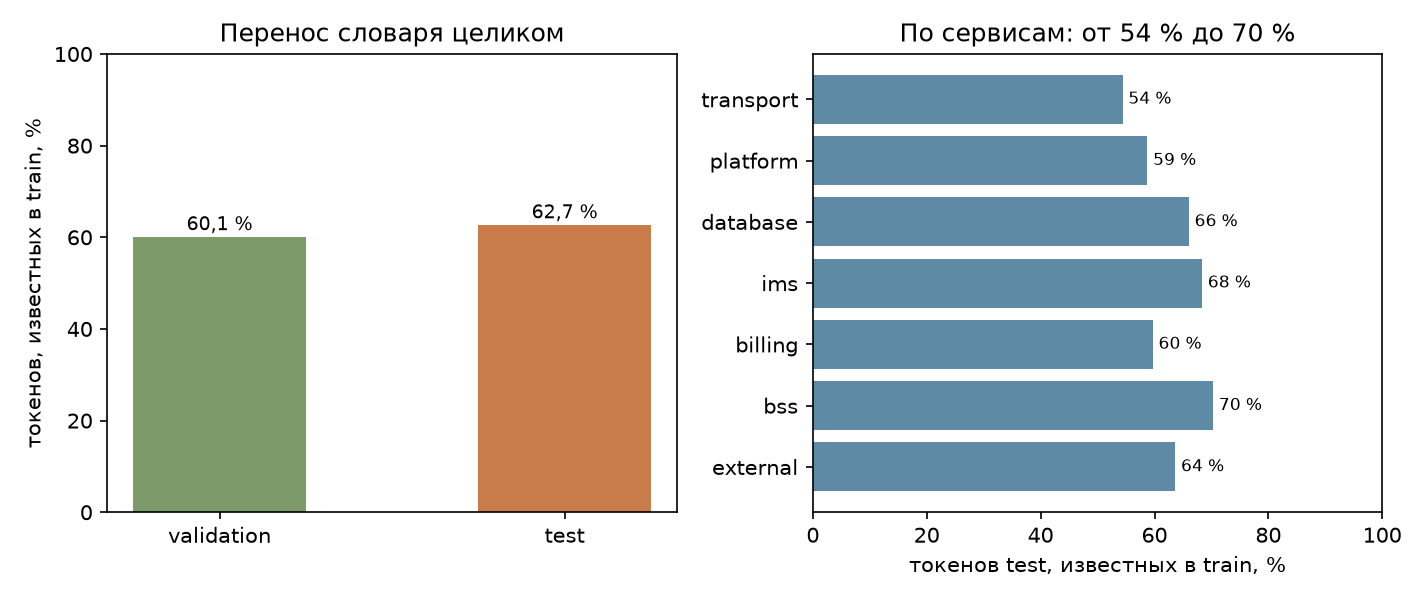 Перенос словаря целиком
токенов, известных в train, %
100
80
60
40
20
0
60,1 %
62,7 %
validation
test
По сервисам: от 54 % до 70 %
transport
54 %
platform
59 %
database
66 %
ims
68 %
billing
60 %
bss
70 %
external
64 %
0
20
40
60
80
100
токенов test, известных в train, %